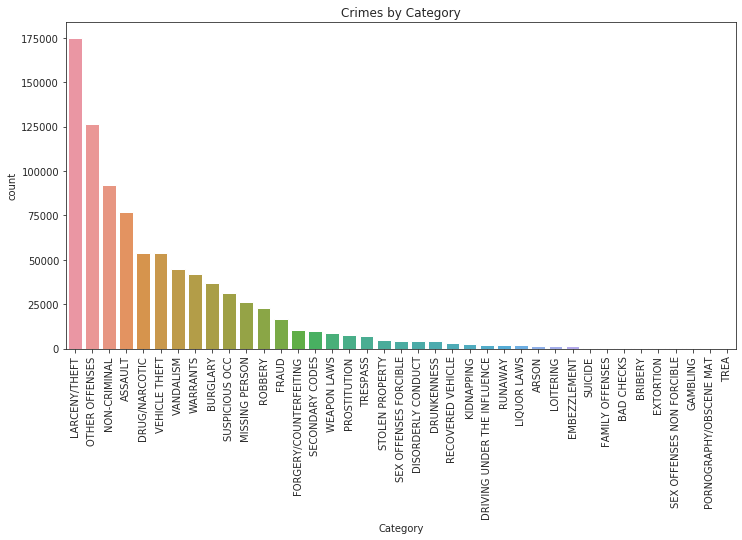 Crimes by Category
175000
150000
125000
100000
75000
50000
25000
0
count
LARCENY/THEFT
OTHER OFFENSES
NON-CRIMINAL
ASSAULT
DRUG/NARCOTIC
VEHICLE THEFT
VANDALISM
WARRANTS
BURGLARY
SUSPICIOUS OCC
MISSING PERSON
ROBBERY
FRAUD
FORGERY/COUNTERFEITING
SECONDARY CODES
WEAPON LAWS
PROSTITUTION
TRESPASS
STOLEN PROPERTY
SEX OFFENSES FORCIBLE
DISORDERLY CONDUCT
DRUNKENNESS
RECOVERED VEHICLE
KIDNAPPING
DRIVING UNDER THE INFLUENCE
RUNAWAY
LIQUOR LAWS
ARSON
LOITERING
EMBEZZLEMENT
SUICIDE
FAMILY OFFENSES
BAD CHECKS
BRIBERY
EXTORTION
SEX OFFENSES NON FORCIBLE
GAMBLING
PORNOGRAPHY/OBSCENE MAT
TREA
Category